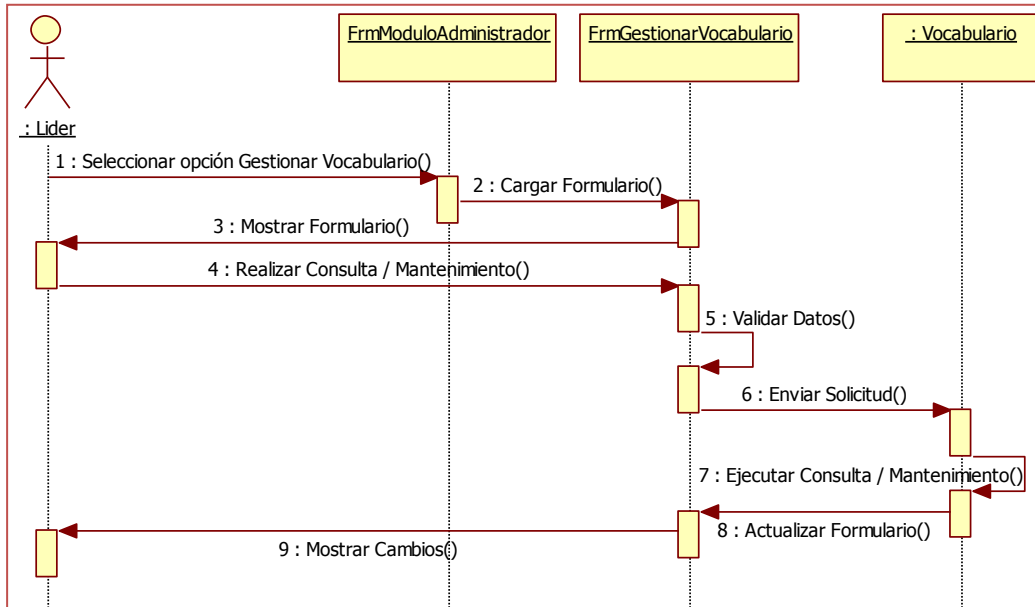 FrmModuloAdministrador
FrmGestionarVocabulario
: Vocabulario
: Lider
1 : Seleccionar opción Gestionar Vocabulario()
2 : Cargar Formulario()
3 : Mostrar Formulario()
4 : Realizar Consulta / Mantenimiento()
5 : Validar Datos()
6 : Enviar Solicitud()
7 : Ejecutar Consulta / Mantenimiento()
8 : Actualizar Formulario()
9 : Mostrar Cambios()